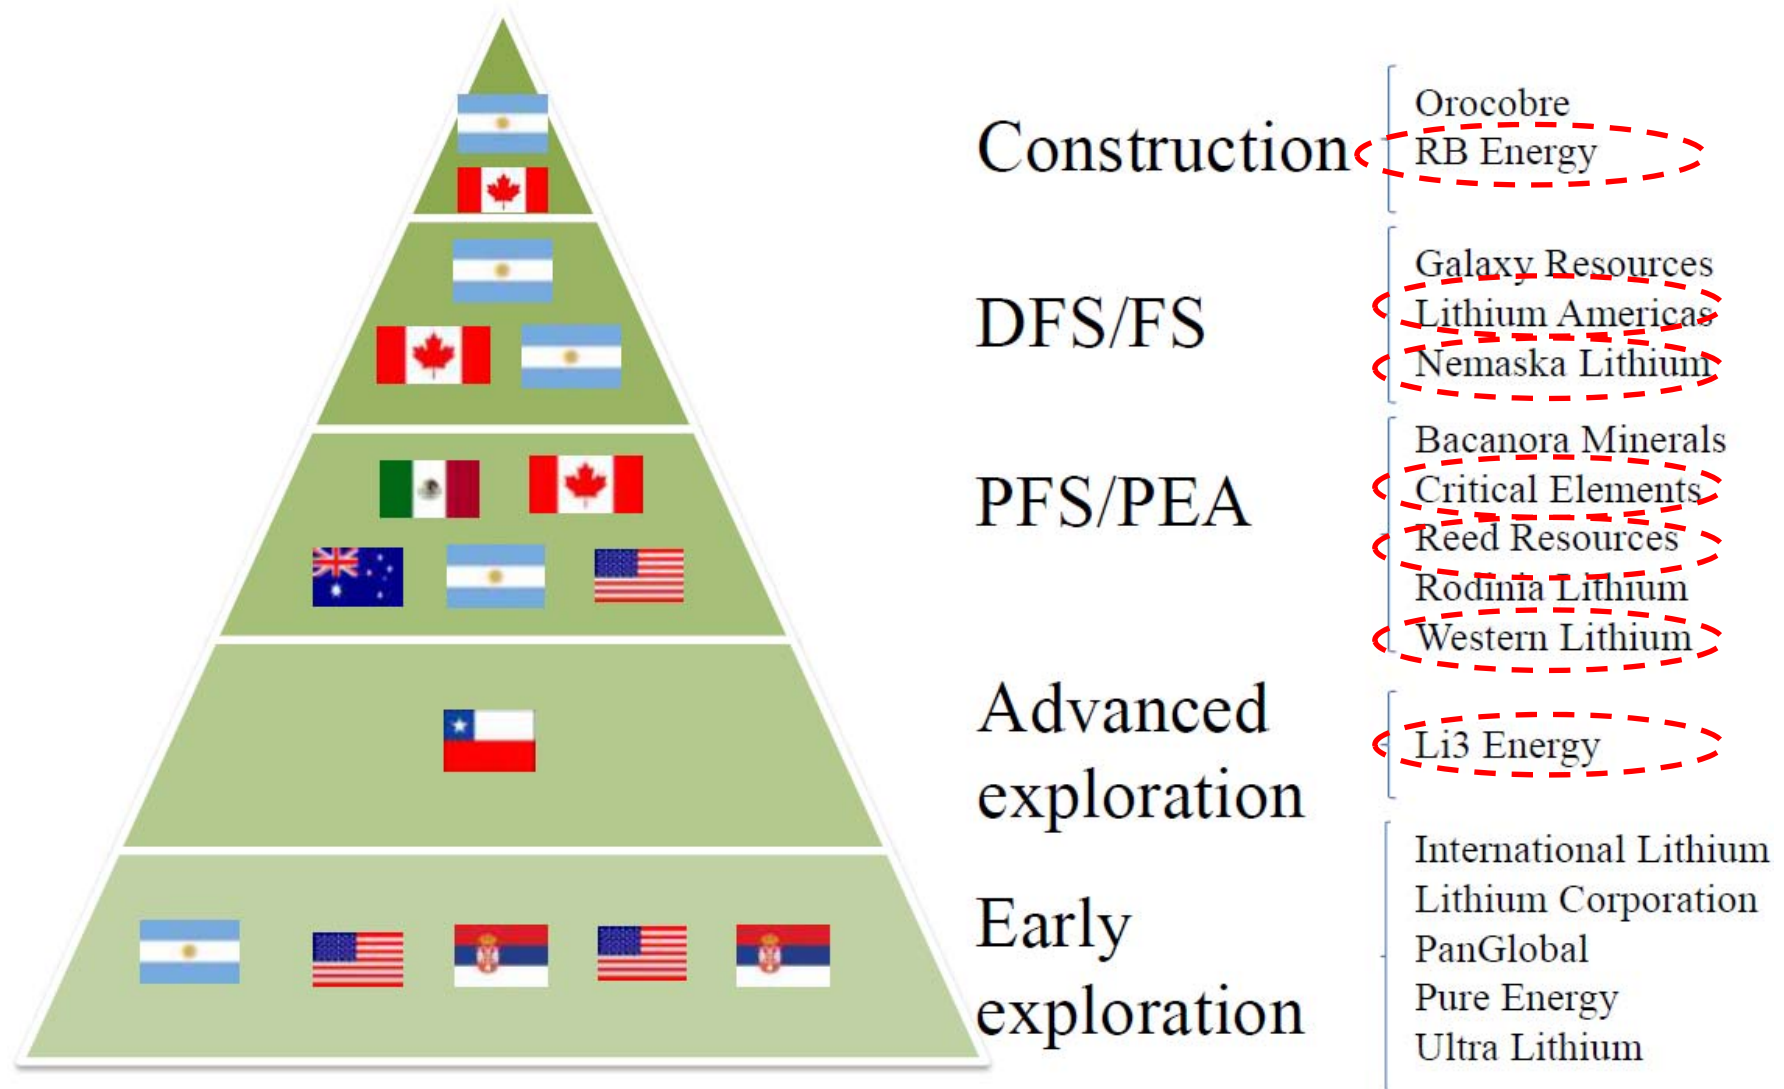 Construction
Orocobre
RB Energy
DFS/FS
Galaxy Resources
Lithium Americas
Nemaska Lithium
PFS/PEA
Bacanora Minerals
Critical Elements
Reed Resources
Rodinia Lithium
Western Lithium
Advanced
exploration
Li3 Energy
Early
exploration
International Lithium
Lithium Corporation
PanGlobal
Pure Energy
Ultra Lithium